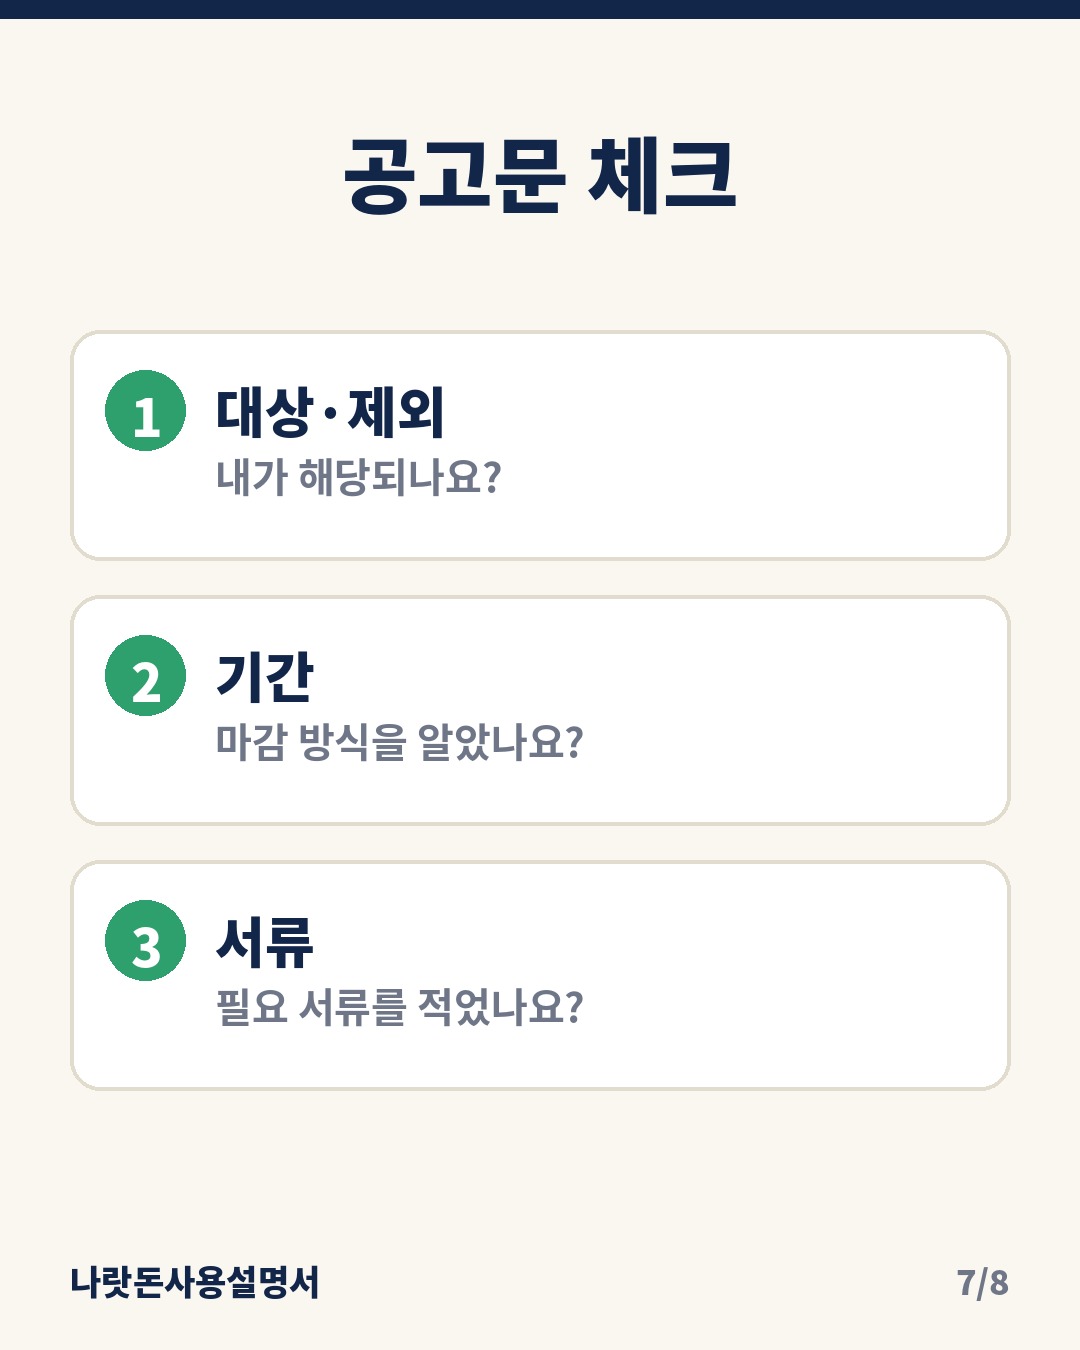 공고문 체크
1
대상·제외
내가 해당되나요?
2
기간
마감 방식을 알았나요?
3
서류
필요 서류를 적었나요?
나랏돈사용설명서
7/8